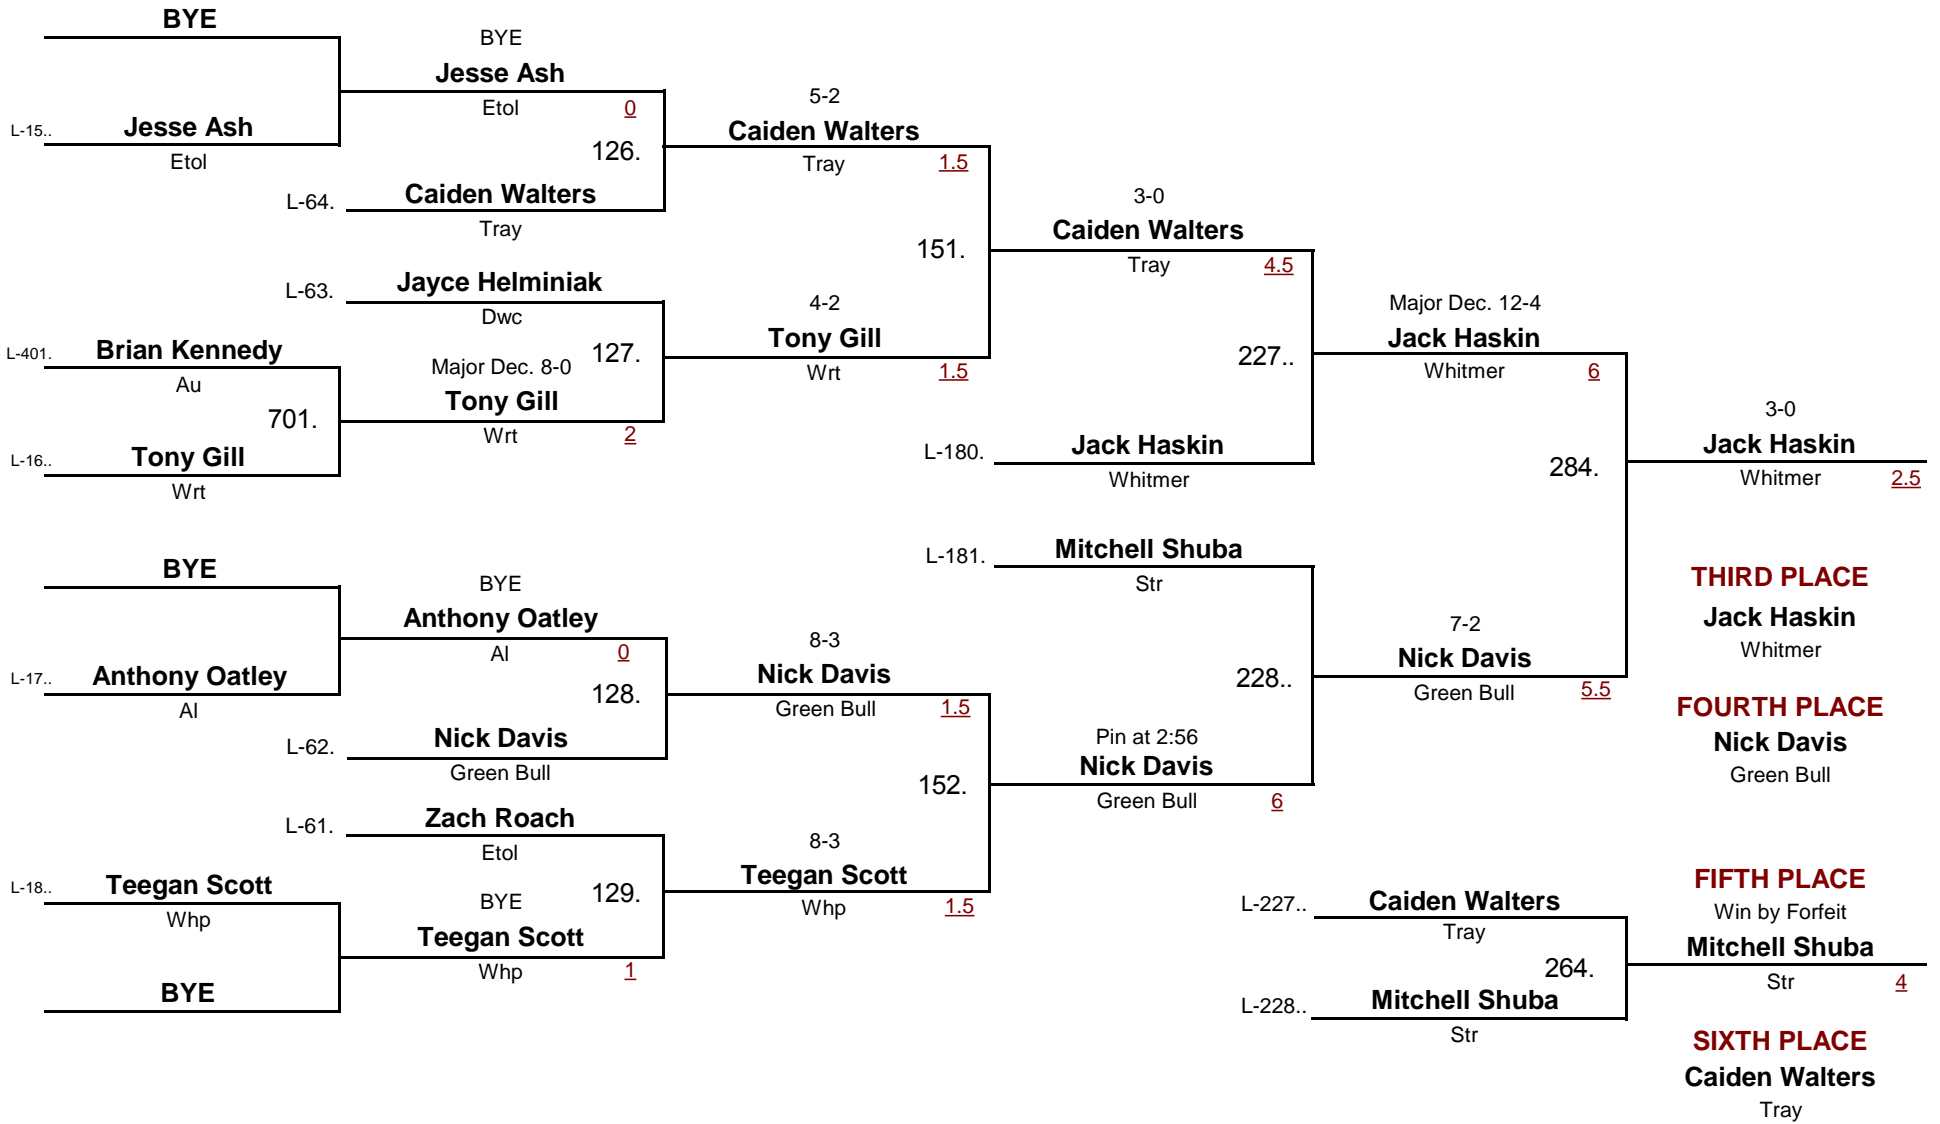 BYE
L-15..
Jesse Ash
Etol
L-401.
Brian Kennedy
Au
701.
L-16..
Tony Gill
Wrt
BYE
L-17..
Anthony Oatley
Al
L-18..
Teegan Scott
Whp
BYE
BYE
Jesse Ash
Etol
0
126.
L-64.
Caiden Walters
Tray
L-63.
Jayce Helminiak
Dwc
127.
Major Dec. 8-0
Tony Gill
Wrt
2
BYE
Anthony Oatley
Al
0
128.
L-62.
Nick Davis
Green Bull
L-61.
Zach Roach
Etol
129.
BYE
Teegan Scott
Whp
1
5-2
Caiden Walters
Tray
1.5
151.
4-2
Tony Gill
Wrt
1.5
8-3
Nick Davis
Green Bull
1.5
152.
8-3
Teegan Scott
Whp
1.5
3-0
Caiden Walters
Tray
4.5
227..
L-180.
Jack Haskin
Whitmer
L-181.
Mitchell Shuba
Str
228..
Pin at 2:56
Nick Davis
Green Bull
6
Major Dec. 12-4
Jack Haskin
Whitmer
6
284.
7-2
Nick Davis
Green Bull
5.5
3-0
Jack Haskin
Whitmer
2.5
THIRD PLACE
Jack Haskin
Whitmer
FOURTH PLACE
Nick Davis
Green Bull
L-227..
Caiden Walters
Tray
264.
L-228..
Mitchell Shuba
Str
FIFTH PLACE
Win by Forfeit
Mitchell Shuba
Str
4
SIXTH PLACE
Caiden Walters
Tray